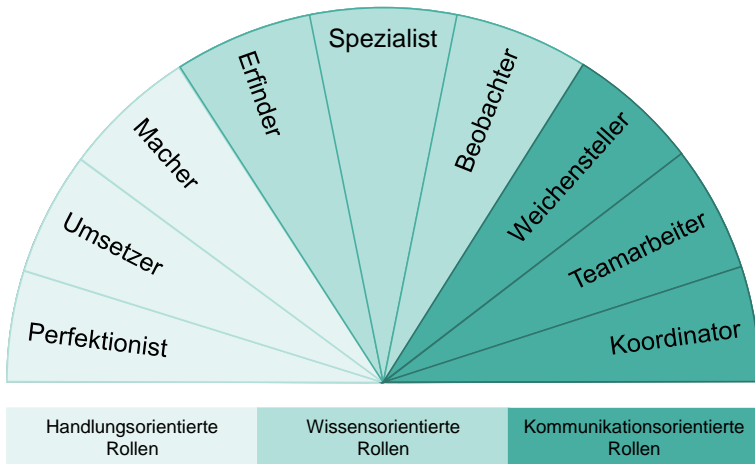 Perfektionist
Umsetzer
Macher
Erfinder
Spezialist
Beobachter
Weichensteller
Teamarbeiter
Koordinator
Handlungsorientierte
Rollen
Wissensorientierte
Rollen
Kommunikationsorientierte
Rollen